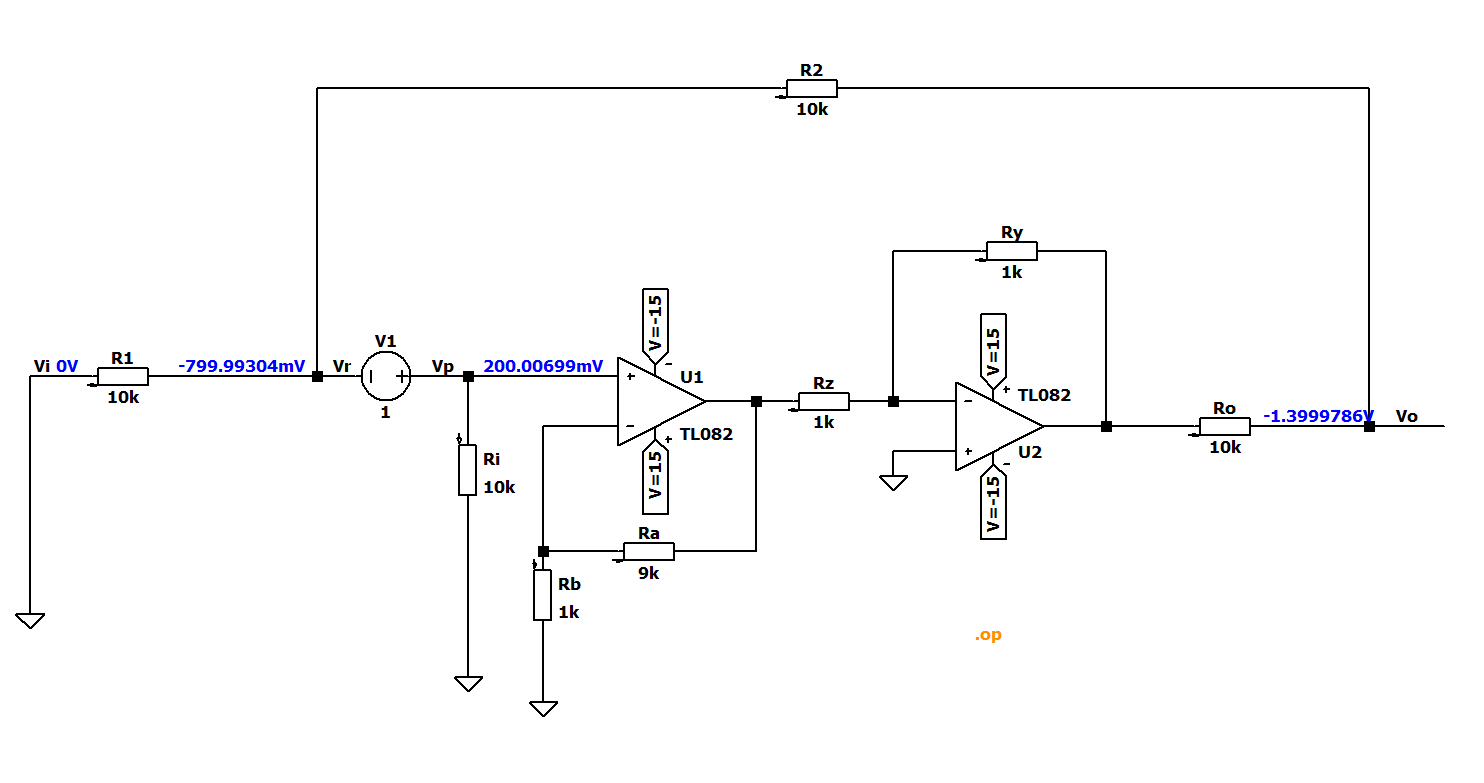 R2
10k
Ry
1k
V=-15
V=15
V1
Vi 0V
R1
10k
-799.99304mV
Vr
Vp
200.00699mV
1
+
-
-
+
U1
TL082
V=15
Rz
1k
-
+
+
-
TL082
U2
V=-15
Ro
10k
-1.3999786V
Vo
Ri
10k
Ra
9k
Rb
1k
.op